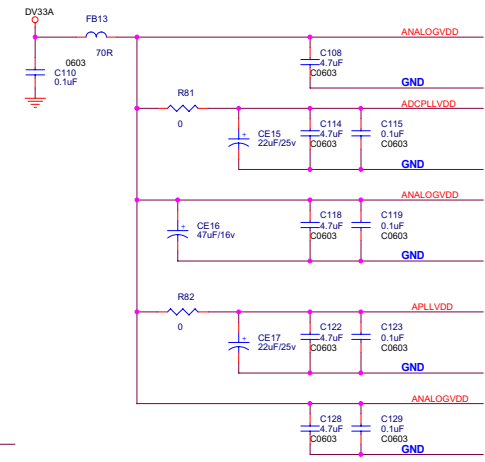 DV33A
FB13
70R
0603
C110
0.1uF
ANALOGVDD
C108
4.7uF
C0603
GND
R81
0
ADCPLLVDD
CE15
22uF/25v
C114
4.7uF
C0603
C115
0.1uF
C0603
GND
ANALOGVDD
CE16
47uF/16v
C118
4.7uF
C0603
C119
0.1uF
C0603
GND
R82
0
APLLVDD
CE17
22uF/25v
C122
4.7uF
C0603
C123
0.1uF
C0603
GND
ANALOGVDD
C128
4.7uF
C0603
C129
0.1uF
C0603
GND